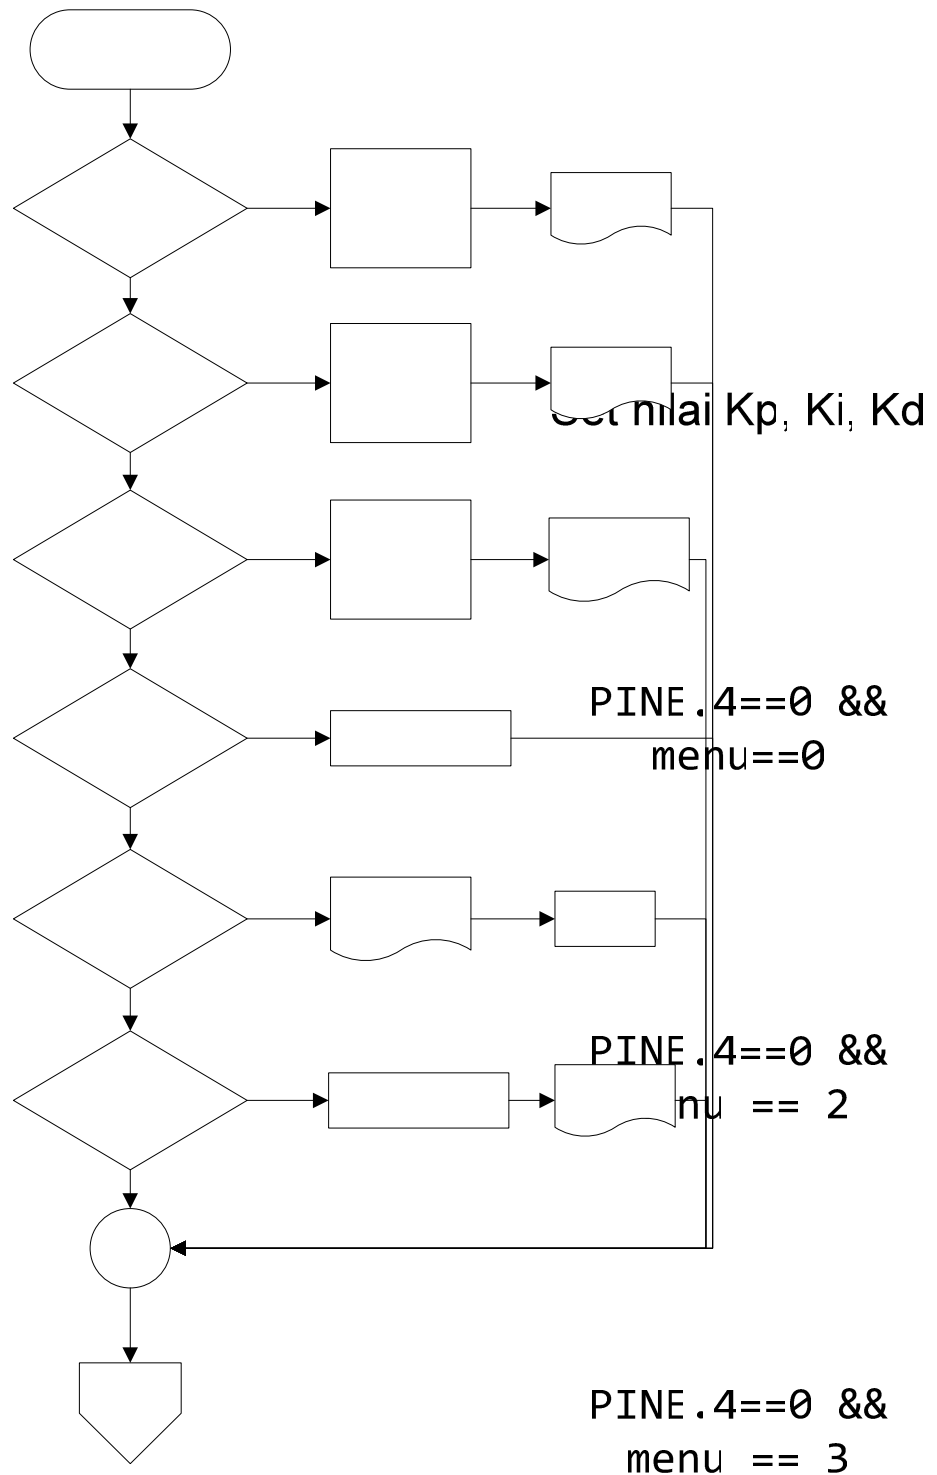 Set nilai Kp, Ki, Kd
PINE.4==0 &&
menu==0
PINE.4==0 &&
nu == 2
PINE.4==0 &&
menu == 3